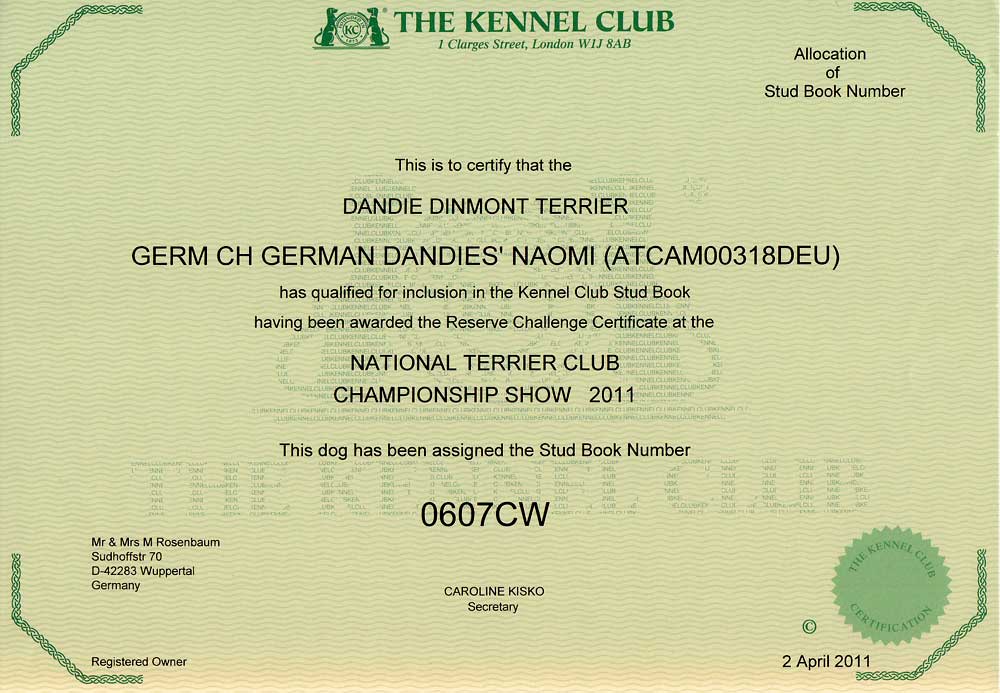 THE KENNEL CLUB
1 Clarges Street, London W1J 8AB
KC
Allocation
of
Stud Book Number
This is to certify that the
DANDIE DINMONT TERRIER
GERM CH GERMAN DANDIES' NAOMI (ATCAM00318DEU)
has qualified for inclusion in the Kennel Club Stud Book
having been awarded the Reserve Challenge Certificate at the
NATIONAL TERRIER CLUB
CHAMPIONSHIP SHOW 2011
This dog has been assigned the Stud Book Number
THE KENNEL CLUB
0607CW
Mr & Mrs M Rosenbaum
Sudhoffstr 70
D-42283 Wuppertal
Germany
CAROLINE KISKO
Secretary
THE KENNEL CLUB
CERTIFICATION
©
Registered Owner
2 April 2011